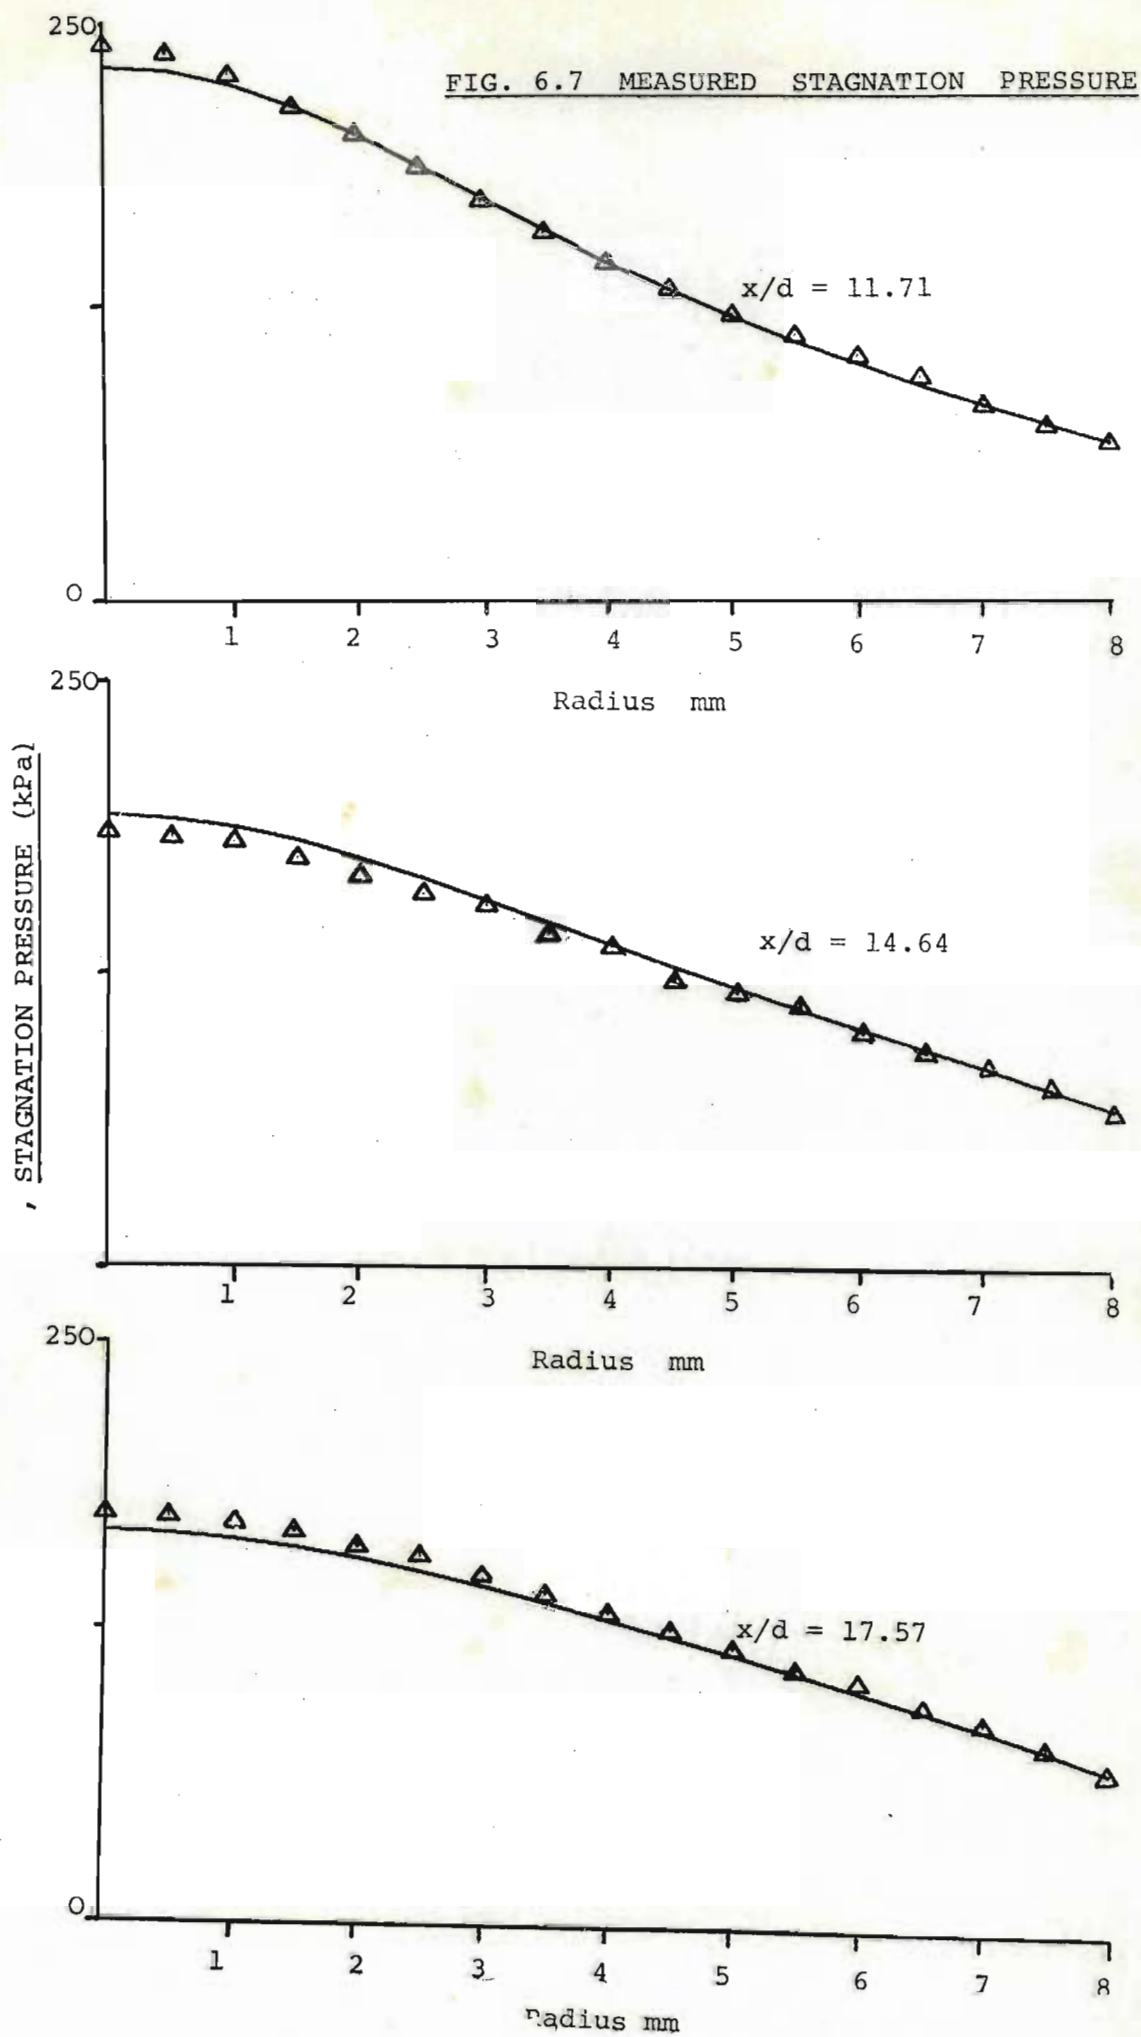 FIG. 6.7 MEASURED STAGNATION PRESSURE
, STAGNATION PRESSURE (kPa)
250
x/d = 11.71
0
1 2 3 4 5 6 7 8
Radius mm
250
x/d = 14.64
1 2 3 4 5 6 7 8
Radius mm
250
x/d = 17.57
0
1 2 3 4 5 6 7 8
Radius mm